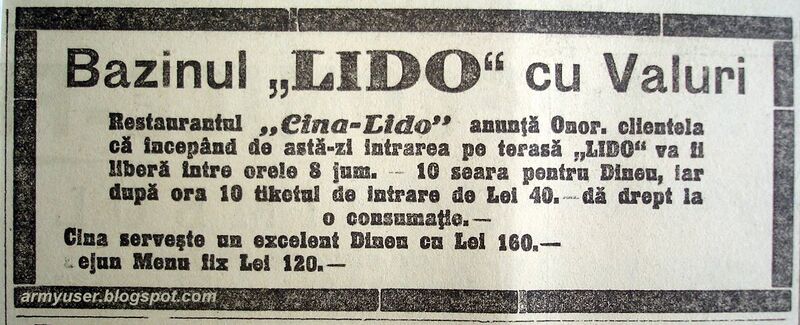 Bazinul „LIDO“ cu Valuri
Restaurantul „Cina-Lido” anunţă Onor. clientela
că începând de astă-zi intrarea pe terasă „LIDO“ va fi
liberă între orele 8 jum. – 10 seara pentru Dineu, iar
după ora 10 tiketul de intrare de Lei 40.— dă drept la
o consumaţie.—
Cina serveşte un excelent Dineu cu Lei 160.—
ejun Menu fix Lei 120.—
armyuser.blogspot.com